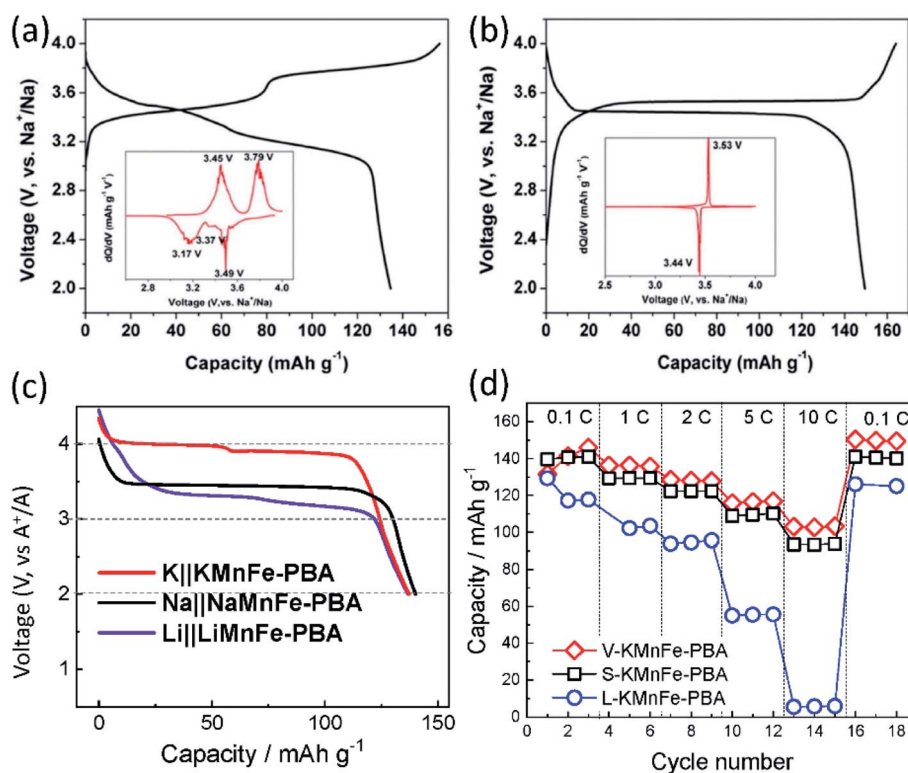 (a)
4.0
3.6
3.2
2.8
2.4
2.0
Voltage (V, vs. Na⁺/Na)
0 20 40 60 80 100 120 140 16
Capacity (mAh g⁻¹)
dQ/dV (mAh g⁻¹ V⁻¹)
3.45 V 3.79 V
3.17 V 3.37 V
3.49 V
2.8 3.2 3.6 4.0
Voltage (V,vs. Na⁺/Na)
(b)
4.0
3.6
3.2
2.8
2.4
2.0
Voltage (V, vs. Na⁺/Na)
0 20 40 60 80 100 120 140 160
Capacity (mAh g⁻¹)
dQ/dV (mAh g⁻¹ V⁻¹)
3.53 V
3.44 V
2.5 3.0 3.5 4.0
Voltage (V,vs. Na⁺/Na)
(c)
4
3
2
1
Voltage (V, vs A⁺/A)
K||KMnFe-PBA
Na||NaMnFe-PBA
Li||LiMnFe-PBA
0 50 100 150
Capacity / mAh g⁻¹
(d)
160
140
120
100
80
60
40
20
0
Capacity / mAh g⁻¹
0.1 C 1 C 2 C 5 C 10 C 0.1 C
V-KMnFe-PBA
S-KMnFe-PBA
L-KMnFe-PBA
0 2 4 6 8 10 12 14 16 18
Cycle number